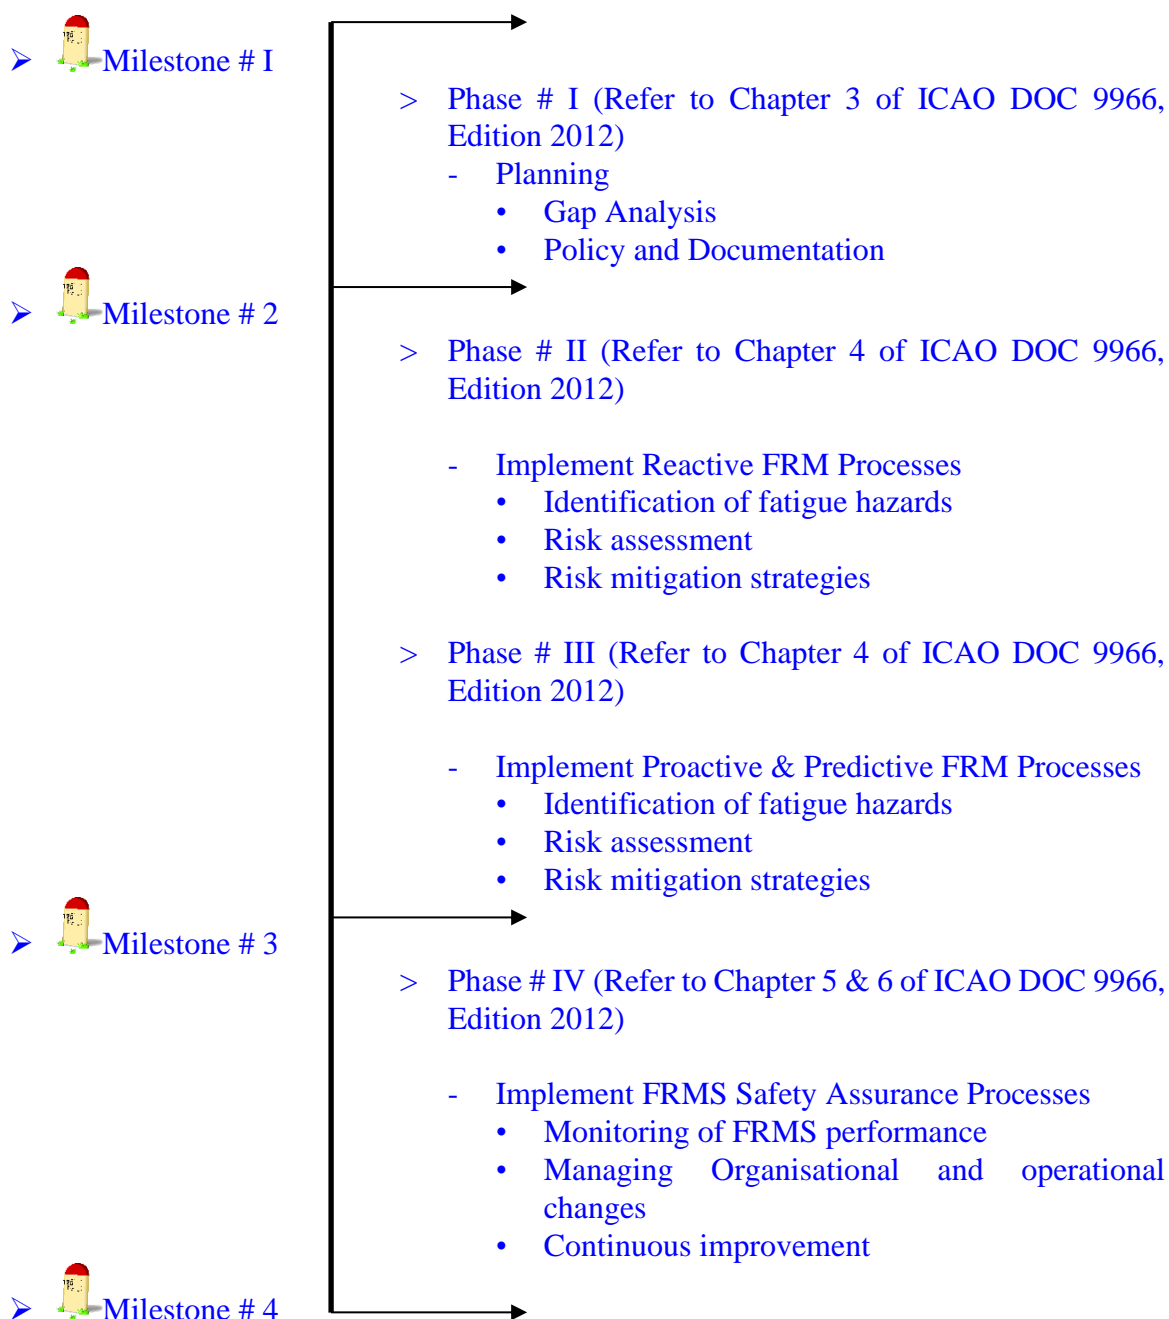 ➢ Milestone # I
> Phase # I (Refer to Chapter 3 of ICAO DOC 9966,
Edition 2012)
- Planning
• Gap Analysis
• Policy and Documentation
➢ Milestone # 2
> Phase # II (Refer to Chapter 4 of ICAO DOC 9966,
Edition 2012)
- Implement Reactive FRM Processes
• Identification of fatigue hazards
• Risk assessment
• Risk mitigation strategies
> Phase # III (Refer to Chapter 4 of ICAO DOC 9966,
Edition 2012)
- Implement Proactive & Predictive FRM Processes
• Identification of fatigue hazards
• Risk assessment
• Risk mitigation strategies
➢ Milestone # 3
> Phase # IV (Refer to Chapter 5 & 6 of ICAO DOC 9966,
Edition 2012)
- Implement FRMS Safety Assurance Processes
• Monitoring of FRMS performance
• Managing Organisational and operational
changes
• Continuous improvement
➢ Milestone # 4